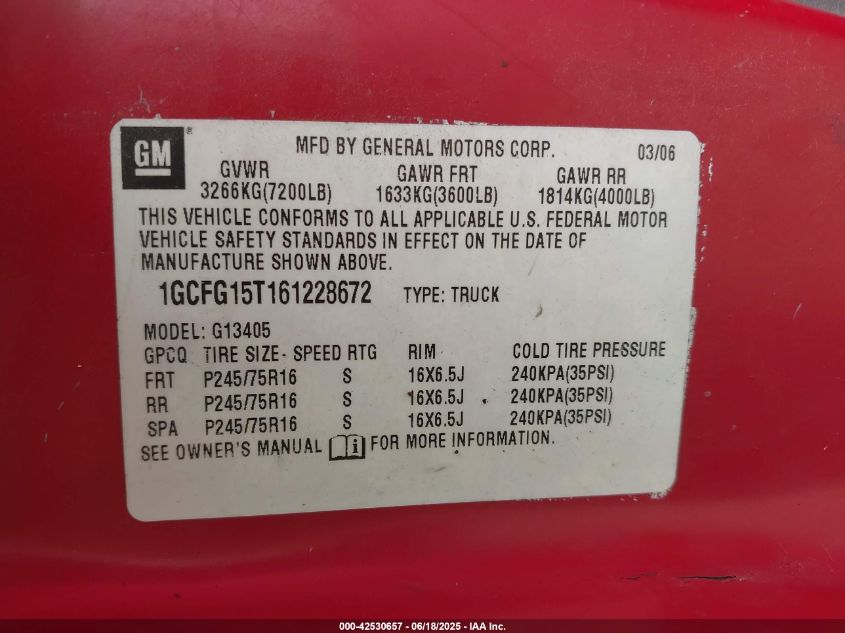 GM®
MFD BY GENERAL MOTORS CORP. 03/06
GVWR GAWR FRT GAWR RR
3266KG(7200LB) 1633KG(3600LB) 1814KG(4000LB)
THIS VEHICLE CONFORMS TO ALL APPLICABLE U.S. FEDERAL MOTOR
VEHICLE SAFETY STANDARDS IN EFFECT ON THE DATE OF
MANUFACTURE SHOWN ABOVE.
1GCFG15T161228672 TYPE: TRUCK
MODEL: G13405
GPCQ TIRE SIZE- SPEED RTG RIM COLD TIRE PRESSURE
FRT P245/75R16 S 16X6.5J 240KPA(35PSI)
RR P245/75R16 S 16X6.5J 240KPA(35PSI)
SPA P245/75R16 S 16X6.5J 240KPA(35PSI)
SEE OWNER'S MANUAL i FOR MORE INFORMATION.
000-42530657 - 06/18/2025 - IAA Inc.